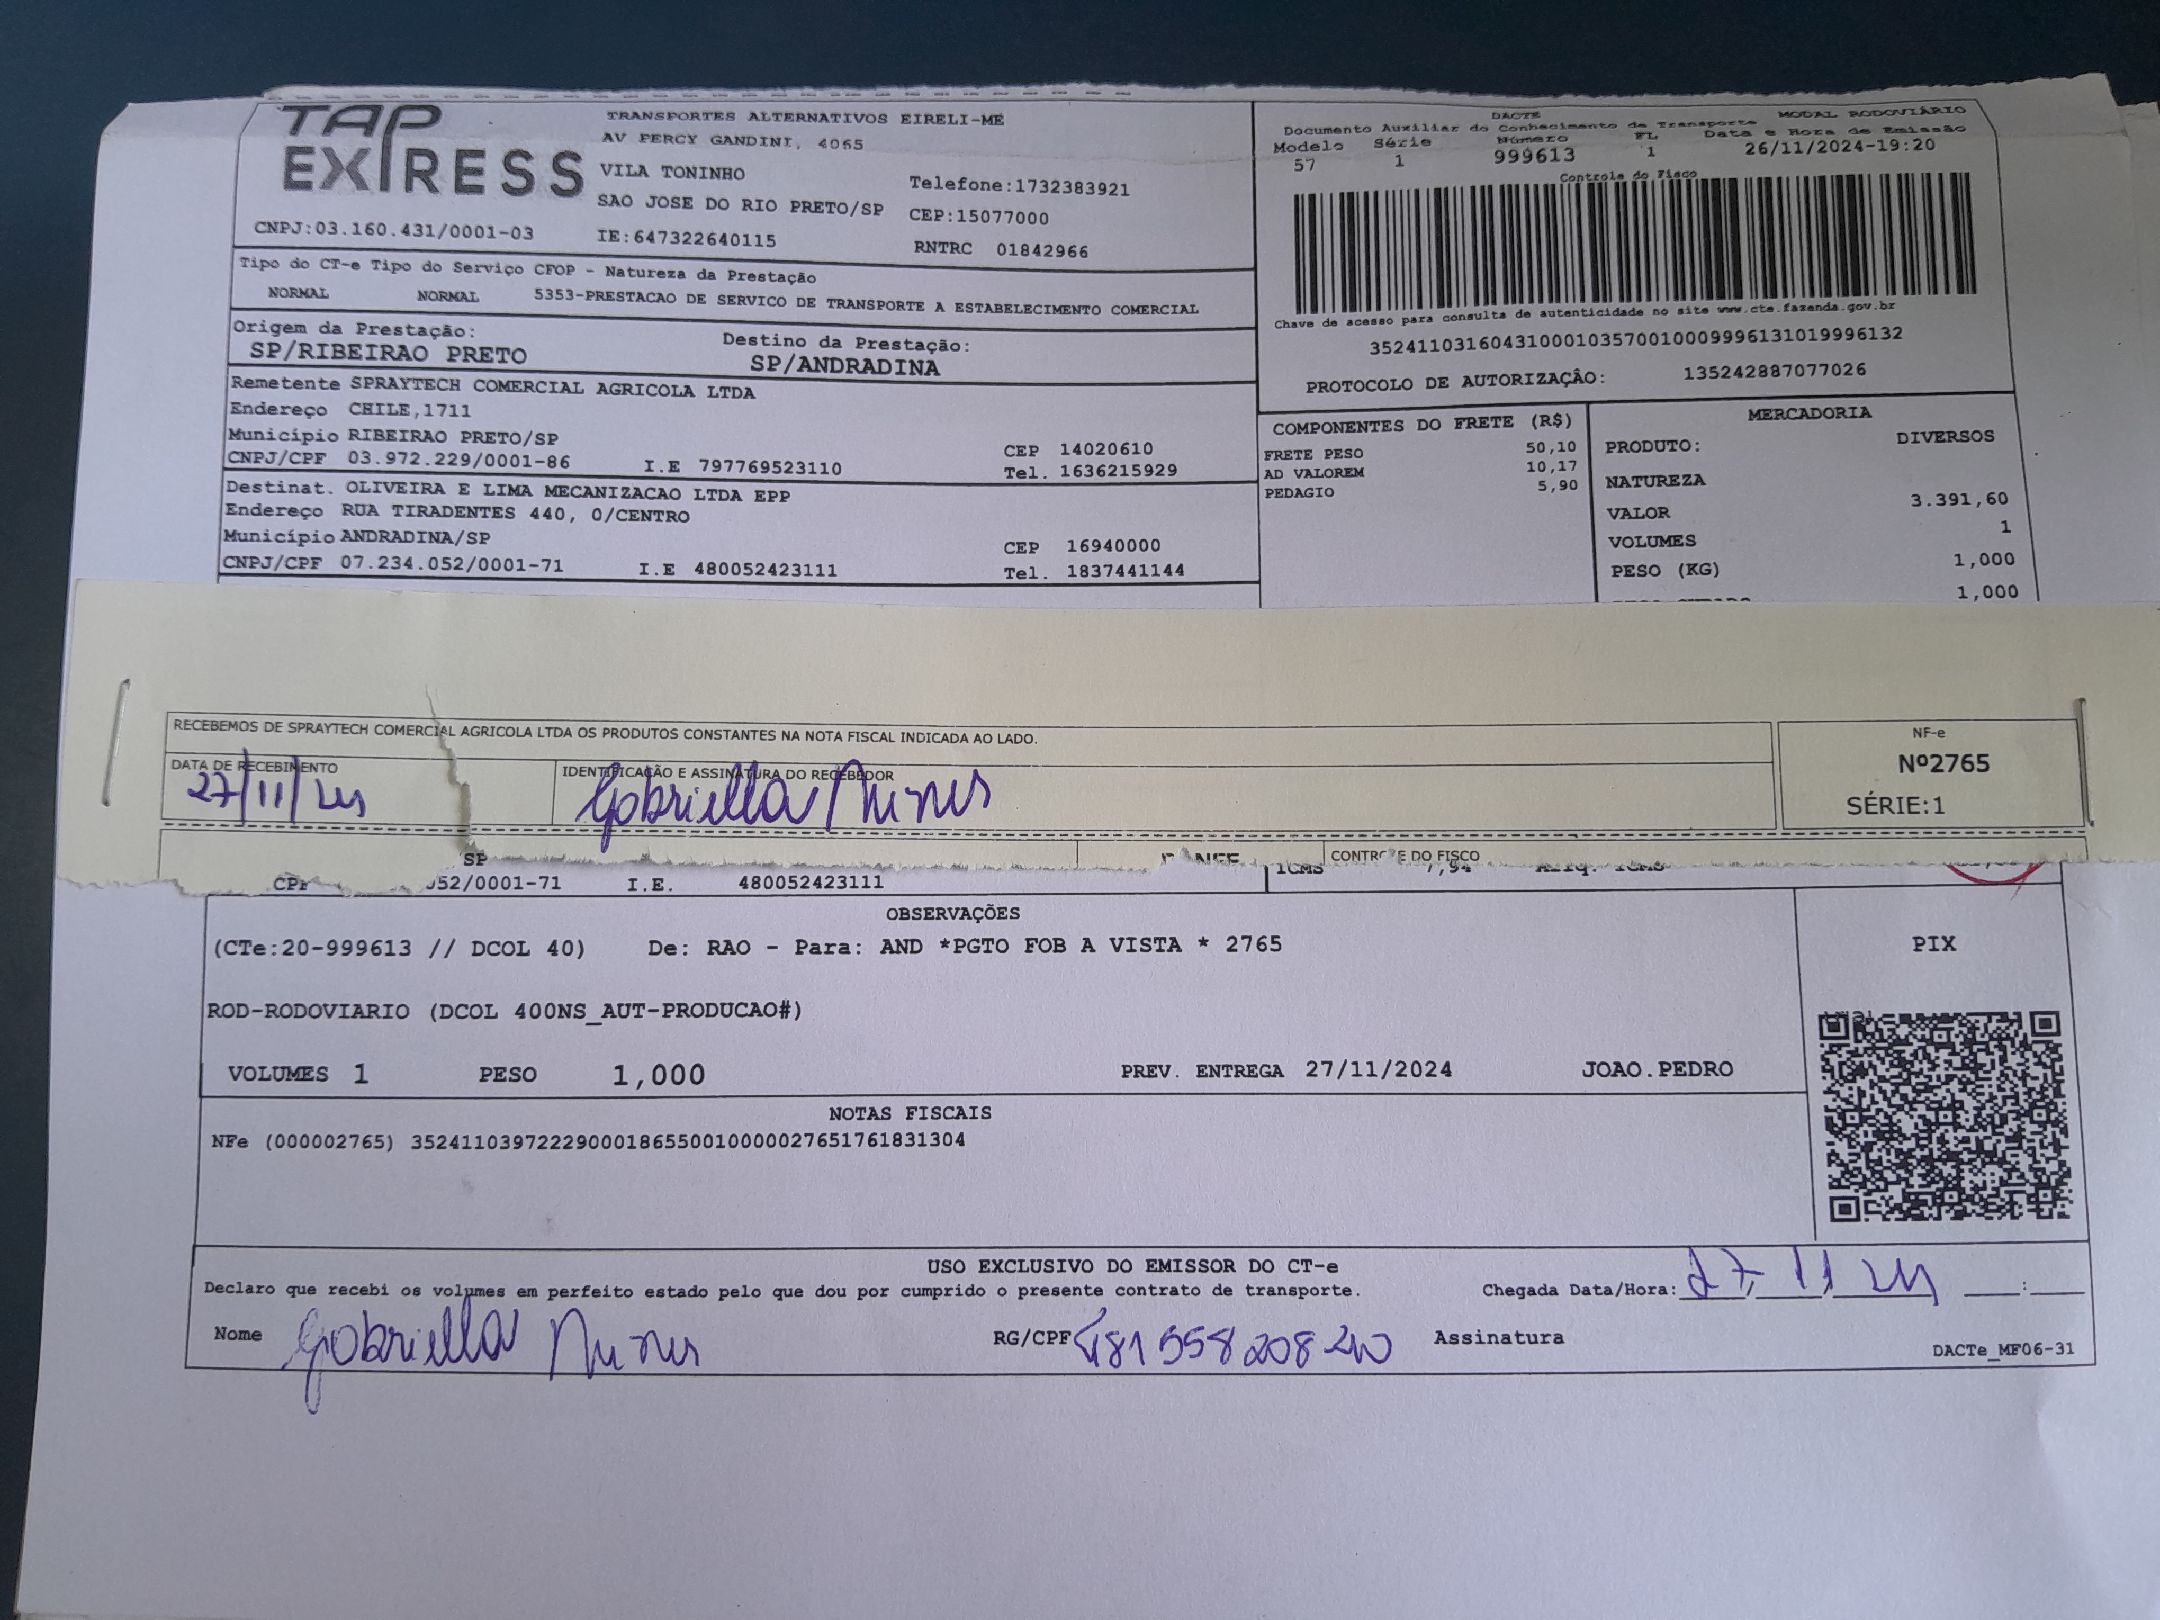 TAP EXPRESS
TRANSPORTES ALTERNATIVOS EIRELI-ME
AV PERCY GANDINI, 4065
VILA TONINHO
SAO JOSE DO RIO PRETO/SP
Telefone:1732383921
CEP:15077000
CNPJ:03.160.431/0001-03
IE:647322640115
RNTRC 01842966
DACTE MODAL RODOVIÁRIO
Documento Auxiliar do Conhecimento de Transporte
Modelo Série Número FL Data e Hora de Emissão
57 1 999613 1 26/11/2024-19:20
Controle do Fisco
Chave de acesso para consulta de autenticidade no site www.cte.fazenda.gov.br
35241103160431000103570010009996131019996132
PROTOCOLO DE AUTORIZAÇÂO: 135242887077026
Tipo do CT-e Tipo do Serviço CFOP - Natureza da Prestação
NORMAL NORMAL 5353-PRESTACAO DE SERVICO DE TRANSPORTE A ESTABELECIMENTO COMERCIAL
Origem da Prestação: Destino da Prestação:
SP/RIBEIRAO PRETO SP/ANDRADINA
Remetente SPRAYTECH COMERCIAL AGRICOLA LTDA
Endereço CHILE,1711
Município RIBEIRAO PRETO/SP CEP 14020610
CNPJ/CPF 03.972.229/0001-86 I.E 797769523110 Tel. 1636215929
Destinat. OLIVEIRA E LIMA MECANIZACAO LTDA EPP
Endereço RUA TIRADENTES 440, 0/CENTRO
Município ANDRADINA/SP CEP 16940000
CNPJ/CPF 07.234.052/0001-71 I.E 480052423111 Tel. 1837441144
COMPONENTES DO FRETE (R$)
FRETE PESO 50,10
AD VALOREM 10,17
PEDAGIO 5,90
MERCADORIA
PRODUTO: DIVERSOS
NATUREZA
VALOR 3.391,60
VOLUMES 1
PESO (KG) 1,000
1,000
RECEBEMOS DE SPRAYTECH COMERCIAL AGRICOLA LTDA OS PRODUTOS CONSTANTES NA NOTA FISCAL INDICADA AO LADO.
DATA DE RECEBIMENTO
27/11/24
IDENTIFICAÇÃO E ASSINATURA DO RECEBEDOR
Gabriella Nunes
NF-e
Nº2765
SÉRIE:1
SP
CONTROLE DO FISCO
052/0001-71 I.E. 480052423111
ICMS 7,94
OBSERVAÇÕES
(CTe:20-999613 // DCOL 40) De: RAO - Para: AND *PGTO FOB A VISTA * 2765
ROD-RODOVIARIO (DCOL 400NS_AUT-PRODUCAO#)
VOLUMES 1 PESO 1,000 PREV. ENTREGA 27/11/2024 JOAO.PEDRO
PIX
NOTAS FISCAIS
NFe (000002765) 35241103972229000186550010000027651761831304
USO EXCLUSIVO DO EMISSOR DO CT-e
Declaro que recebi os volumes em perfeito estado pelo que dou por cumprido o presente contrato de transporte.
Chegada Data/Hora: 27, 11, 24 :
Nome Gabriella Nunes RG/CPF 48155820820 Assinatura
DACTe_MF06-31